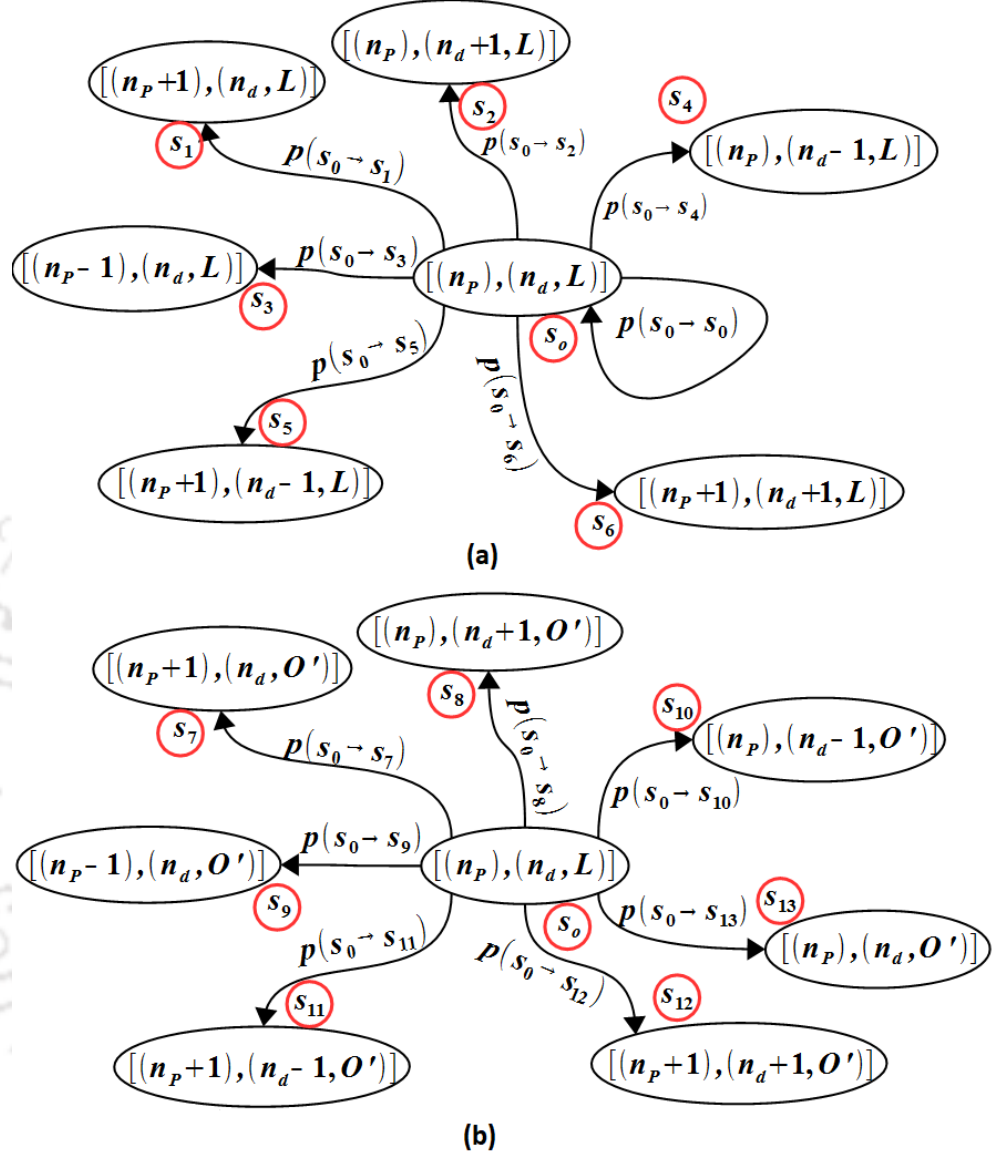 [(n_P), (n_d+1, L)]
[(n_P+1), (n_d, L)]
s_2
s_4
s_1
p(s_0→s_2)
[(n_P), (n_d-1, L)]
p(s_0→s_1)
p(s_0→s_4)
[(n_P-1), (n_d, L)]
p(s_0→s_3)
[(n_P), (n_d, L)]
s_3
s_o
p(s_0→s_0)
p(s_0→s_5)
p(s_0→s_6)
s_5
[(n_P+1), (n_d-1, L)]
[(n_P+1), (n_d+1, L)]
s_6
(a)
[(n_P), (n_d+1, O')]
[(n_P+1), (n_d, O')]
s_8
s_10
s_7
p(s_0→s_8)
[(n_P), (n_d-1, O')]
p(s_0→s_7)
p(s_0→s_10)
p(s_0→s_9)
[(n_P-1), (n_d, O')]
[(n_P), (n_d, L)]
s_9
s_o
p(s_0→s_13)
s_13
p(s_0→s_11)
p(s_0→s_12)
[(n_P), (n_d, O')]
s_11
s_12
[(n_P+1), (n_d-1, O')]
[(n_P+1), (n_d+1, O')]
(b)